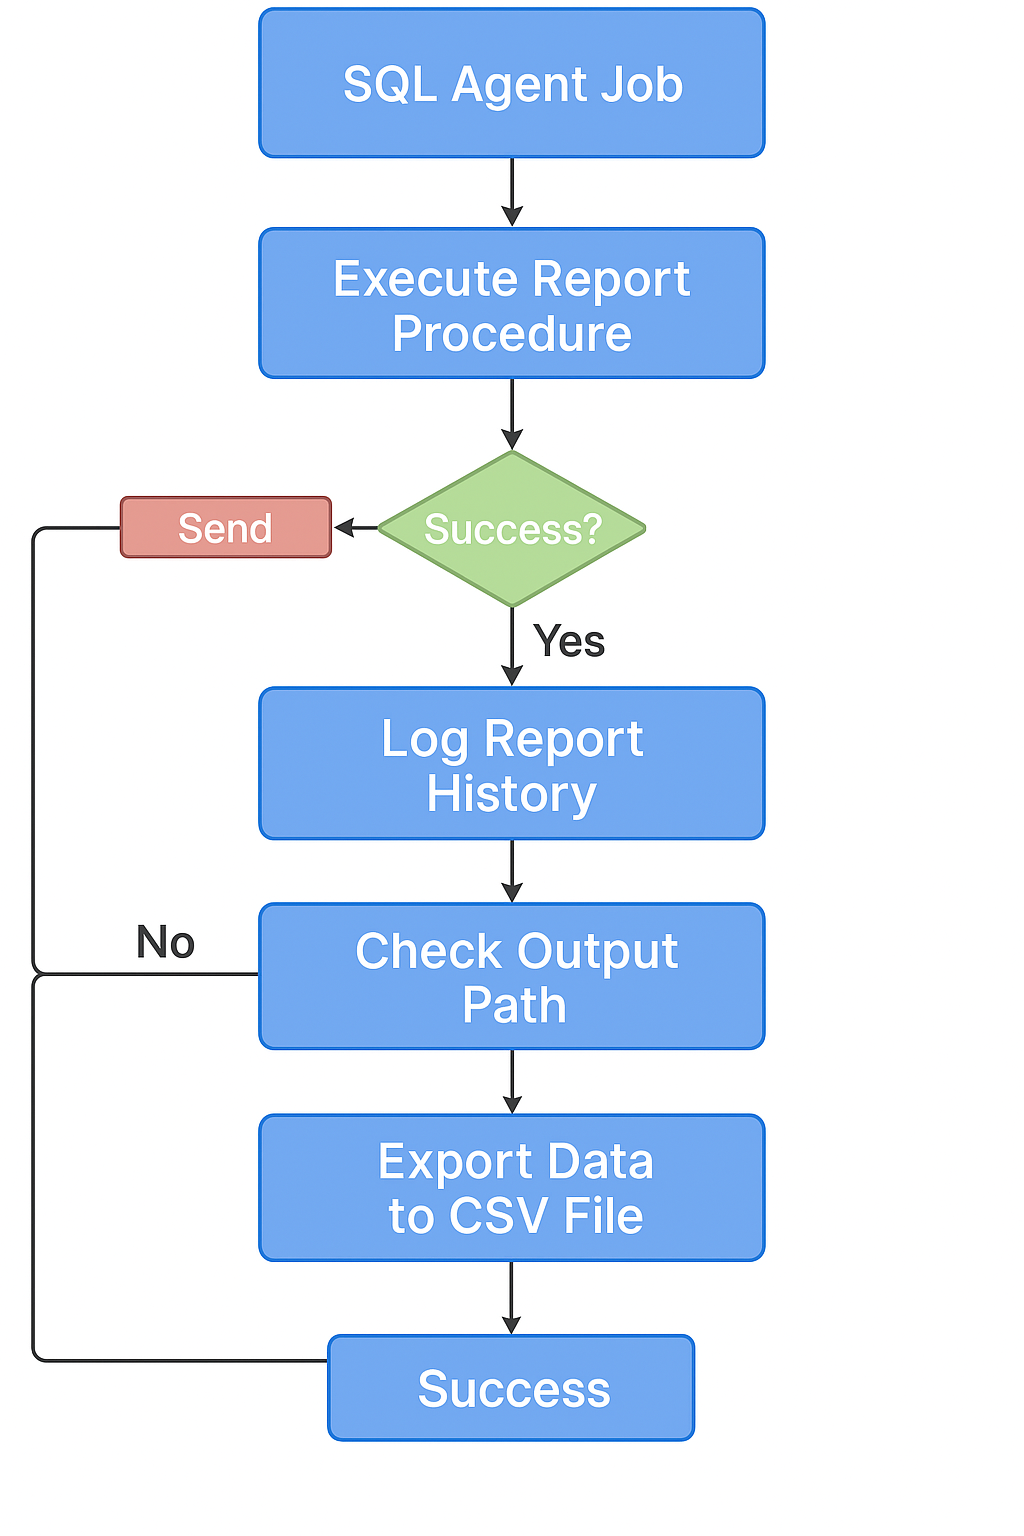 SQL Agent Job
Execute Report
Procedure
Send
Success?
Yes
Log Report
History
No
Check Output
Path
Export Data
to CSV File
Success